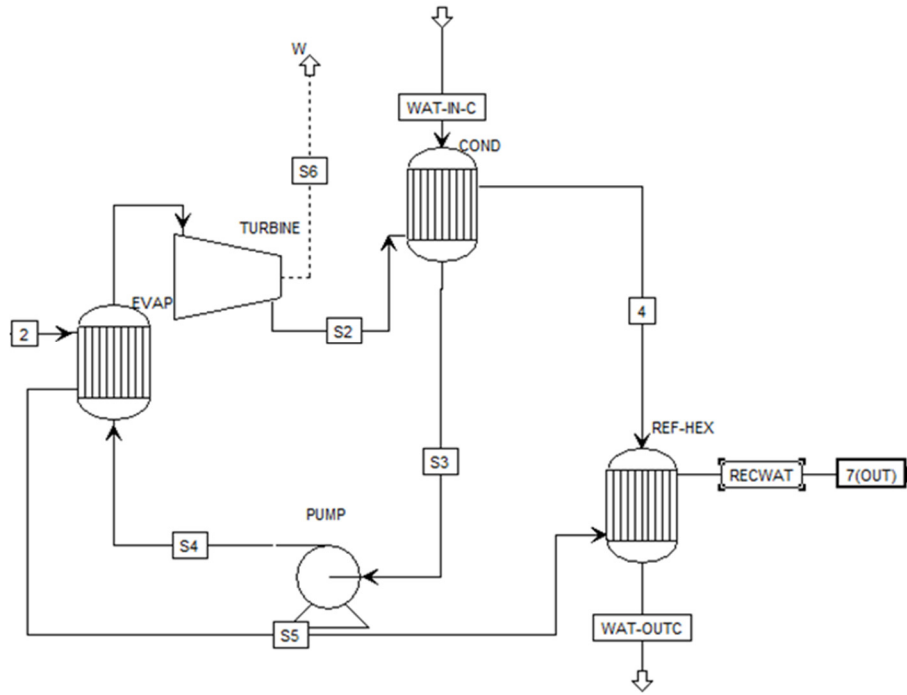 W
WAT-IN-C
COND
S6
TURBINE
EVAP
2
S2
4
REF-HEX
S3
RECWAT
7(OUT)
PUMP
S4
S5
WAT-OUTC